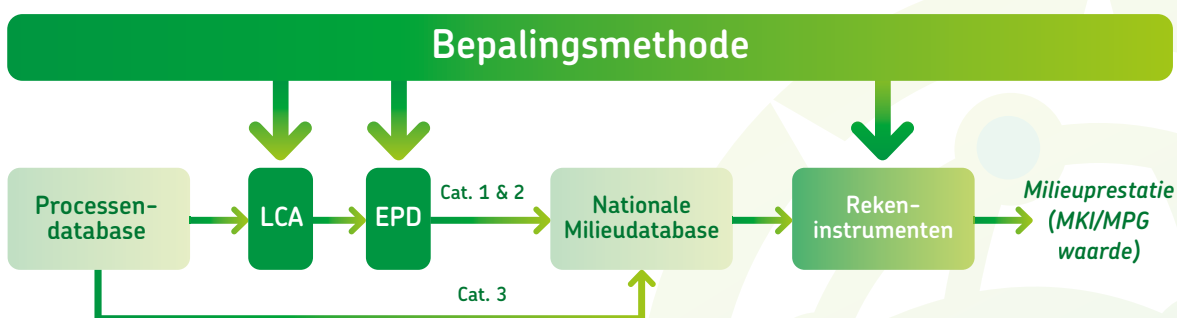 Bepalingsmethode
Processen-
database
LCA
EPD
Cat. 1 & 2
Nationale
Milieudatabase
Reken-
instrumenten
Milieuprestatie
(MKI/MPG
waarde)
Cat. 3